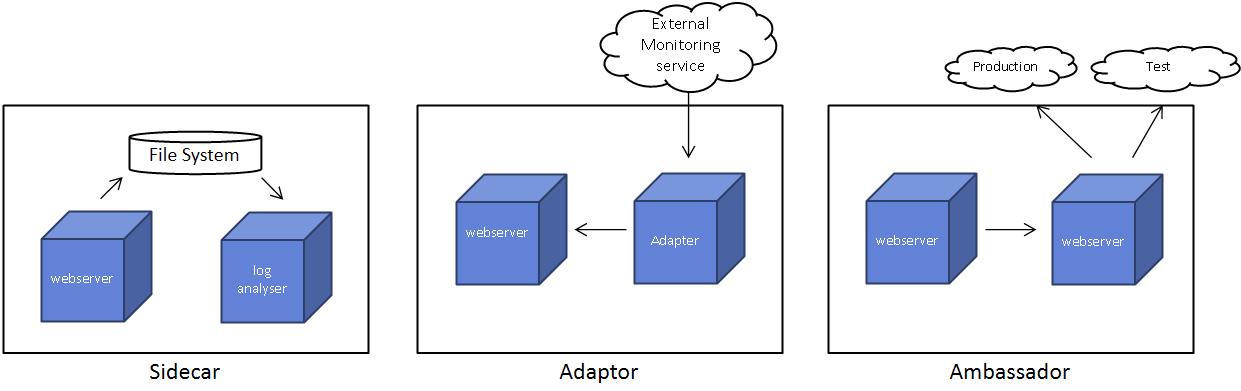 File System
webserver
log
analyser
Sidecar
External
Monitoring
service
webserver
Adapter
Adaptor
Production
Test
webserver
webserver
Ambassador